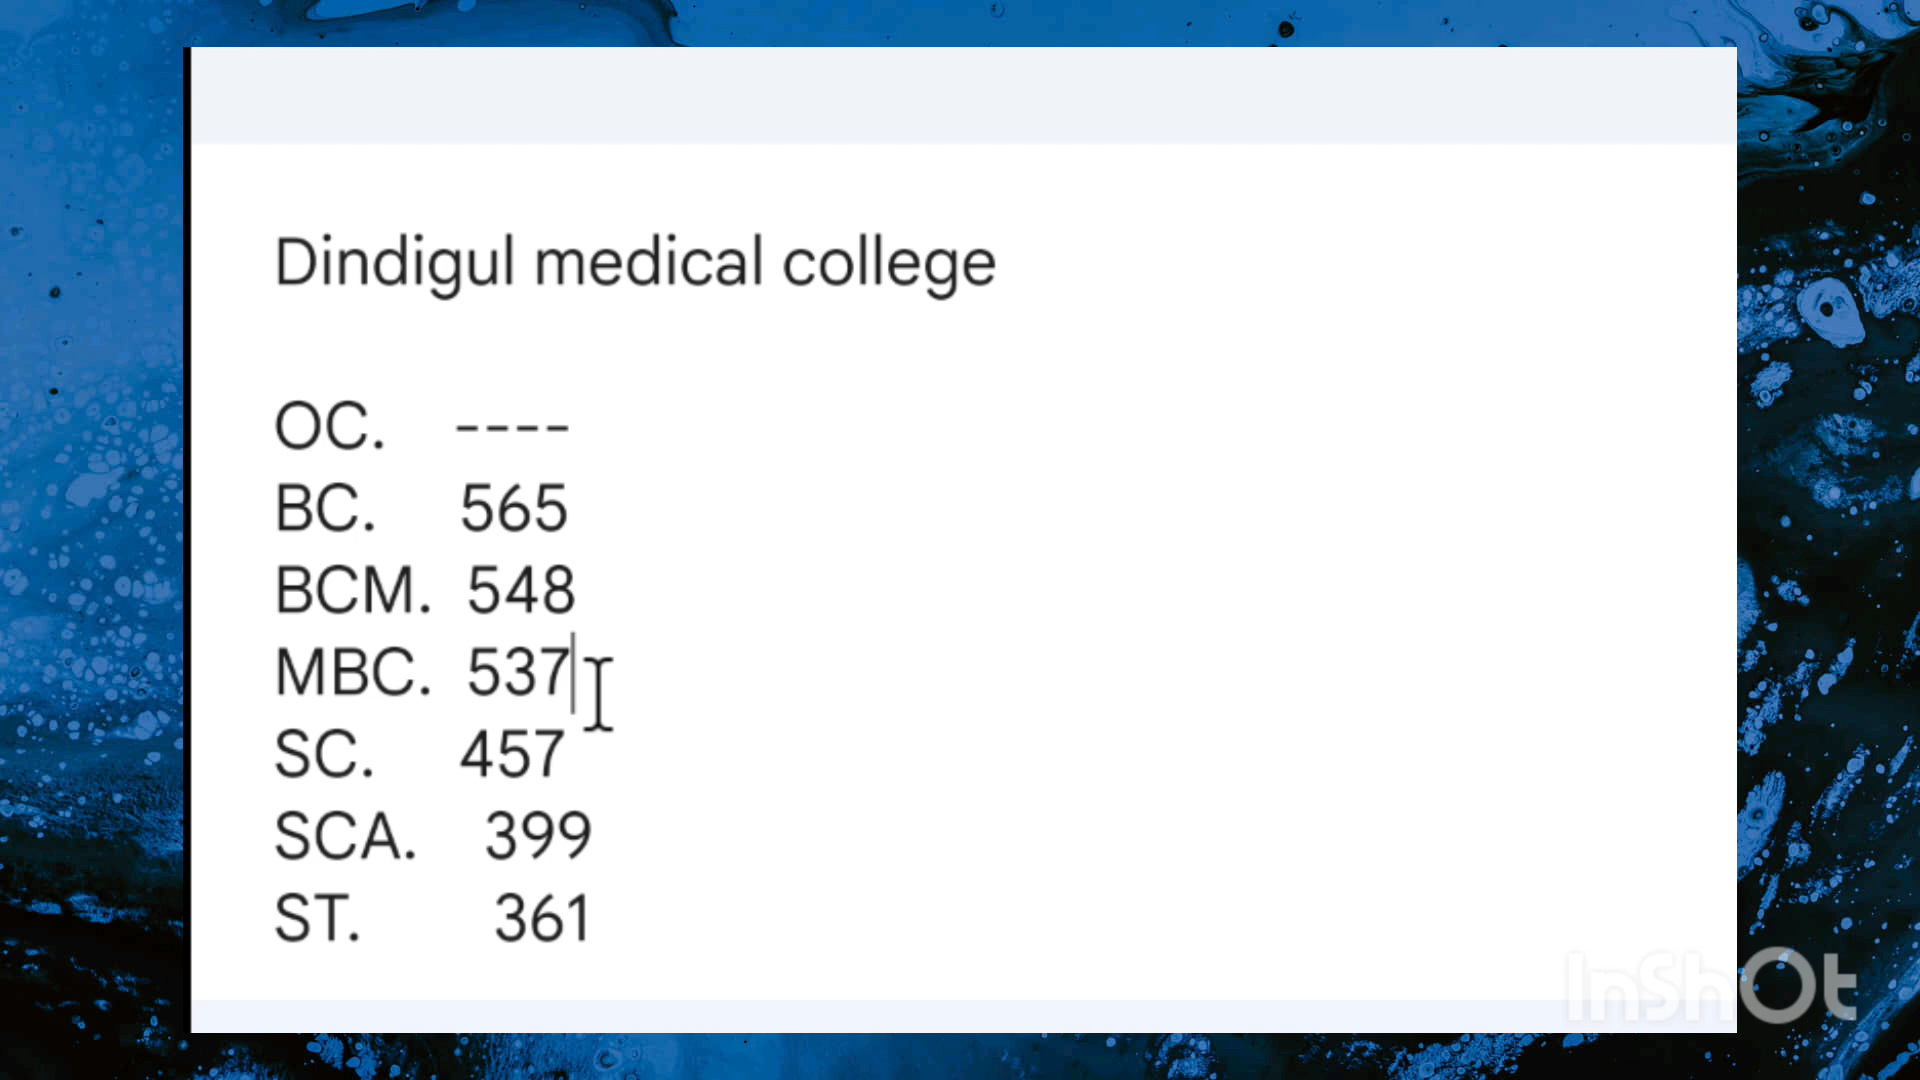 Dindigul medical college
OC. ----
BC. 565
BCM. 548
MBC. 537
SC. 457
SCA. 399
ST. 361
InShOt